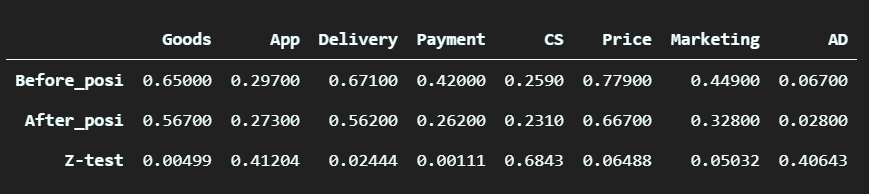 Goods App Delivery Payment CS Price Marketing AD
Before_posi 0.65000 0.29700 0.67100 0.42000 0.2590 0.77900 0.44900 0.06700
After_posi 0.56700 0.27300 0.56200 0.26200 0.2310 0.66700 0.32800 0.02800
Z-test 0.00499 0.41204 0.02444 0.00111 0.6843 0.06488 0.05032 0.40643